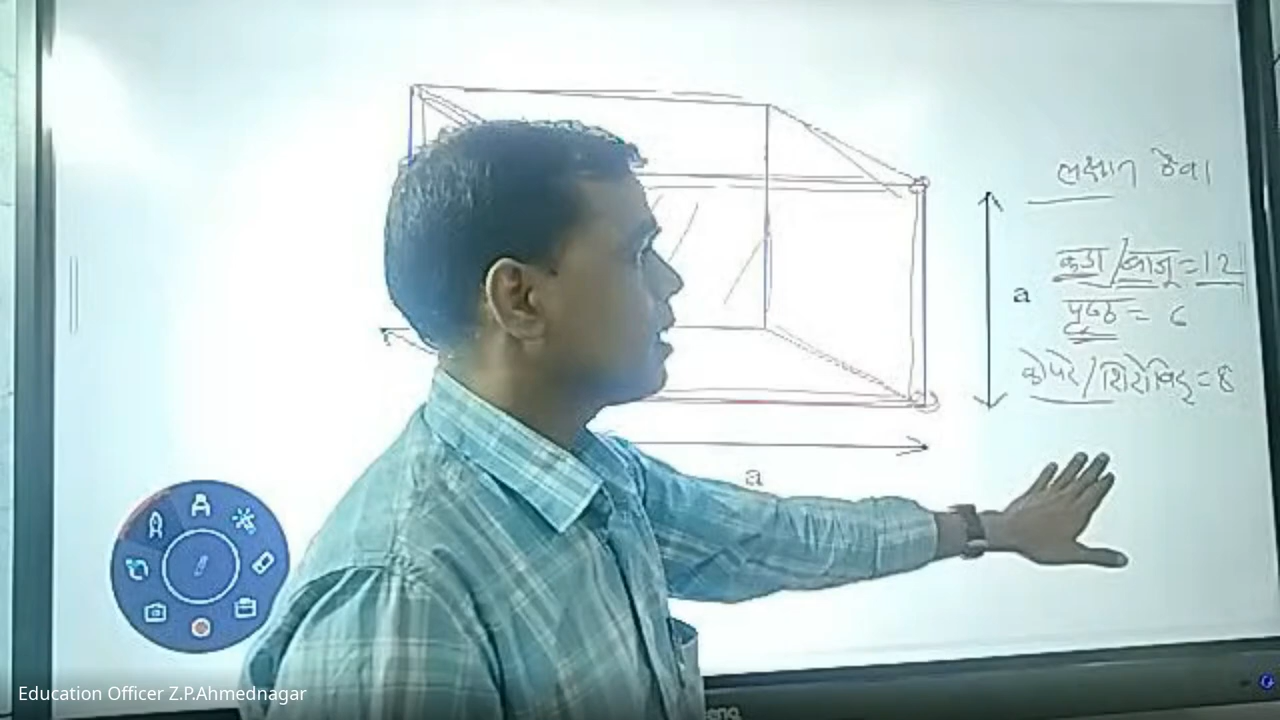 लक्षात ठेवा
कडा / बाजू = 12
a
पृष्ठ = 6
कोपरे / शिरोबिंदू = 8
a
Education Officer Z.P.Ahmednagar